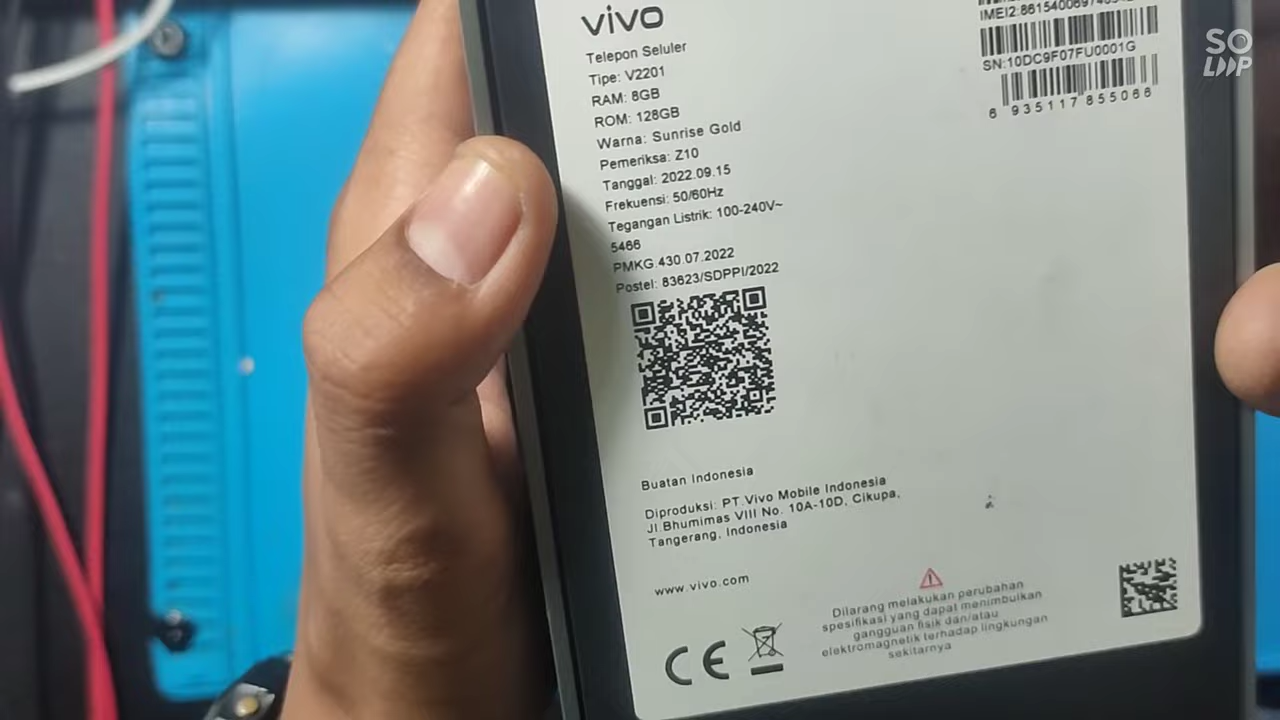 vivo
Telepon Seluler
Tipe: V2201
RAM: 8GB
ROM: 128GB
Warna: Sunrise Gold
Pemeriksa: Z10
Tanggal: 2022.09.15
Frekuensi: 50/60Hz
Tegangan Listrik: 100-240V~
5466
PMKG.430.07.2022
Postel: 83623/SDPPI/2022
SN:10DC9F07FU0001G
6 935117 855066
Buatan Indonesia
Diproduksi: PT.Vivo Mobile Indonesia
Jl.Bhumimas VIII No. 10A-10D, Cikupa,
Tangerang, Indonesia
www.vivo.com
Dilarang melakukan perubahan
spesifikasi yang dapat menimbulkan
gangguan fisik dan/atau
elektromagnetik terhadap lingkungan
sekitarnya
CE
SO
LOOP